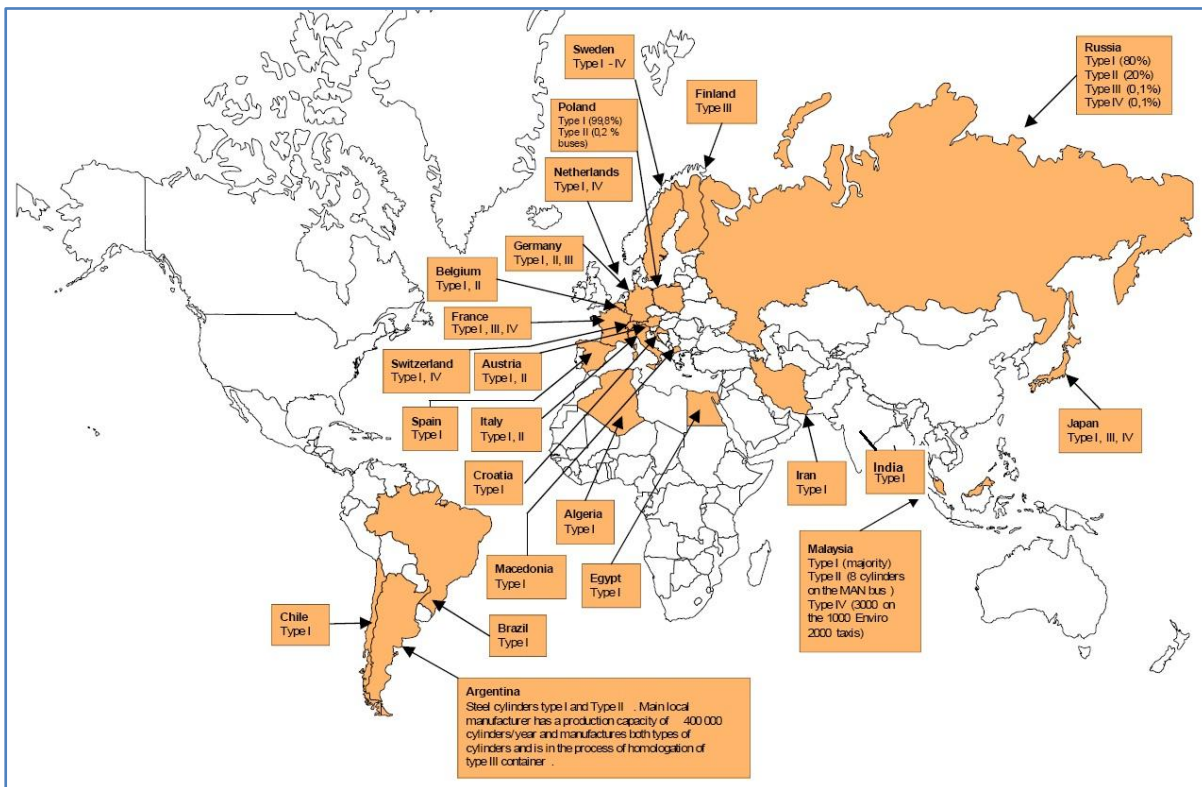 Sweden
Type I - IV
Russia
Type I (80%)
Type II (20%)
Type III (0,1%)
Type IV (0,1%)
Finland
Type III
Poland
Type I (99,8%)
Type II (0,2 %
buses)
Netherlands
Type I, IV
Germany
Type I, II, III
Belgium
Type I, II
France
Type I, III, IV
Switzerland
Type I, IV
Austria
Type I, II
Spain
Type I
Italy
Type I, II
Japan
Type I, III, IV
Croatia
Type I
Iran
Type I
India
Type I
Algeria
Type I
Macedonia
Type I
Egypt
Type I
Malaysia
Type I (majority)
Type II (8 cylinders
on the MAN bus )
Type IV (3000 on
the 1000 Enviro
2000 taxis)
Chile
Type I
Brazil
Type I
Argentina
Steel cylinders type I and Type II . Main local
manufacturer has a production capacity of 400 000
cylinders/year and manufactures both types of
cylinders and is in the process of homologation of
type III container .